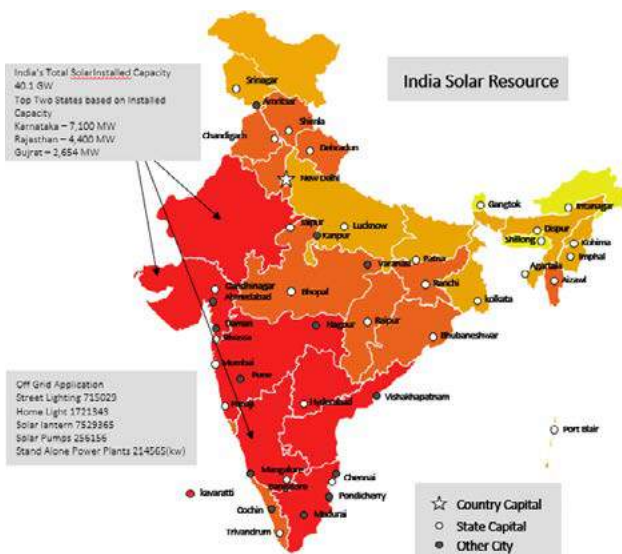 India's Total SolarInstalled Capacity
40.1 GW
Top Two States based on Installed
Capacity
Karnataka – 7,100 MW
Rajasthan – 4,400 MW
Gujrat – 2,654 MW
India Solar Resource
Srinagar
Amritsar
Shimla
Chandigarh
Dehradun
New Delhi
Gangtok
Itanagar
Jaipur
Lucknow
Dispur
Kanpur
Shillong
Kohima
Imphal
Varanasi
Patna
Agartala
Gandhinagar
Ahmedabad
Bhopal
Ranchi
Aizawl
Kolkata
Daman
Nagpur
Raipur
Bhubaneshwar
Mumbai
Pune
Hyderabad
Vishakhapatnam
Panaji
Port Blair
Off Grid Application
Street Lighting 715029
Home Light 1721343
Solar lantern 7529365
Solar Pumps 256156
Stand Alone Power Plants 214565(kw)
Mangalore
Bangalore
Chennai
kavaratti
Pondicherry
Cochin
Madurai
Trivandrum
Country Capital
State Capital
Other City